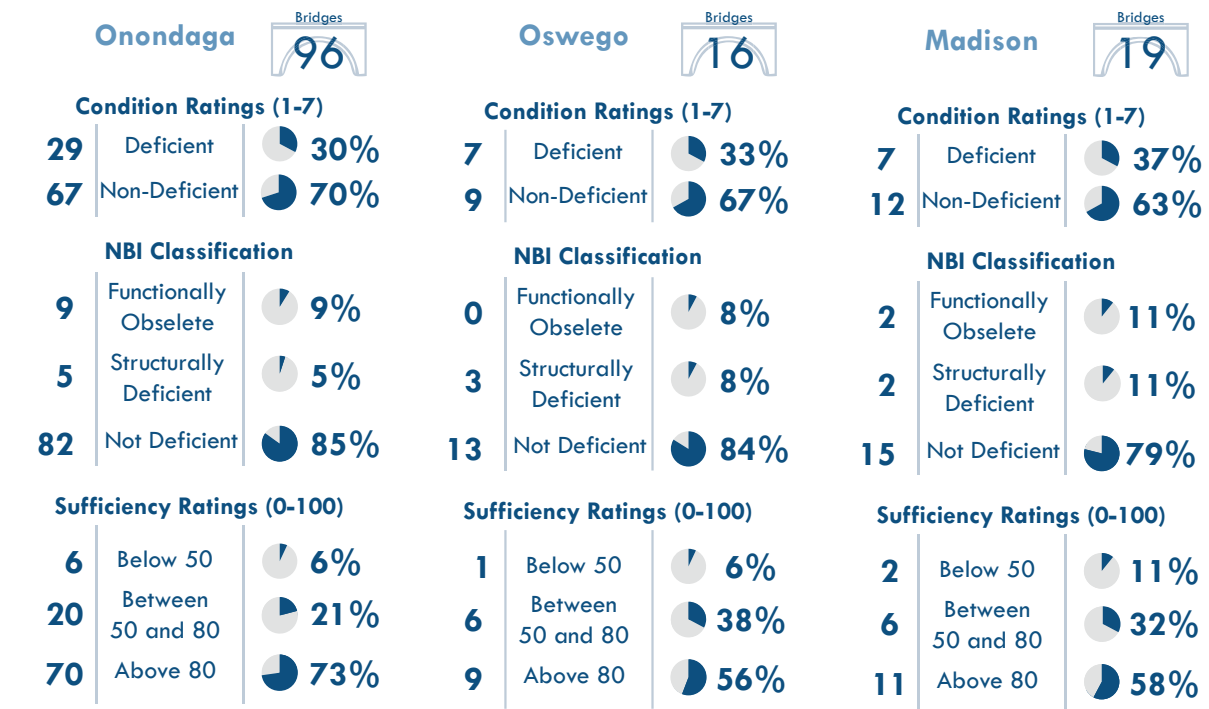 Onondaga
Bridges
96
Condition Ratings (1-7)
29 Deficient 30%
67 Non-Deficient 70%
NBI Classification
9 Functionally Obselete 9%
5 Structurally Deficient 5%
82 Not Deficient 85%
Sufficiency Ratings (0-100)
6 Below 50 6%
20 Between 50 and 80 21%
70 Above 80 73%
Oswego
Bridges
16
Condition Ratings (1-7)
7 Deficient 33%
9 Non-Deficient 67%
NBI Classification
0 Functionally Obselete 8%
3 Structurally Deficient 8%
13 Not Deficient 84%
Sufficiency Ratings (0-100)
1 Below 50 6%
6 Between 50 and 80 38%
9 Above 80 56%
Madison
Bridges
19
Condition Ratings (1-7)
7 Deficient 37%
12 Non-Deficient 63%
NBI Classification
2 Functionally Obselete 11%
2 Structurally Deficient 11%
15 Not Deficient 79%
Sufficiency Ratings (0-100)
2 Below 50 11%
6 Between 50 and 80 32%
11 Above 80 58%